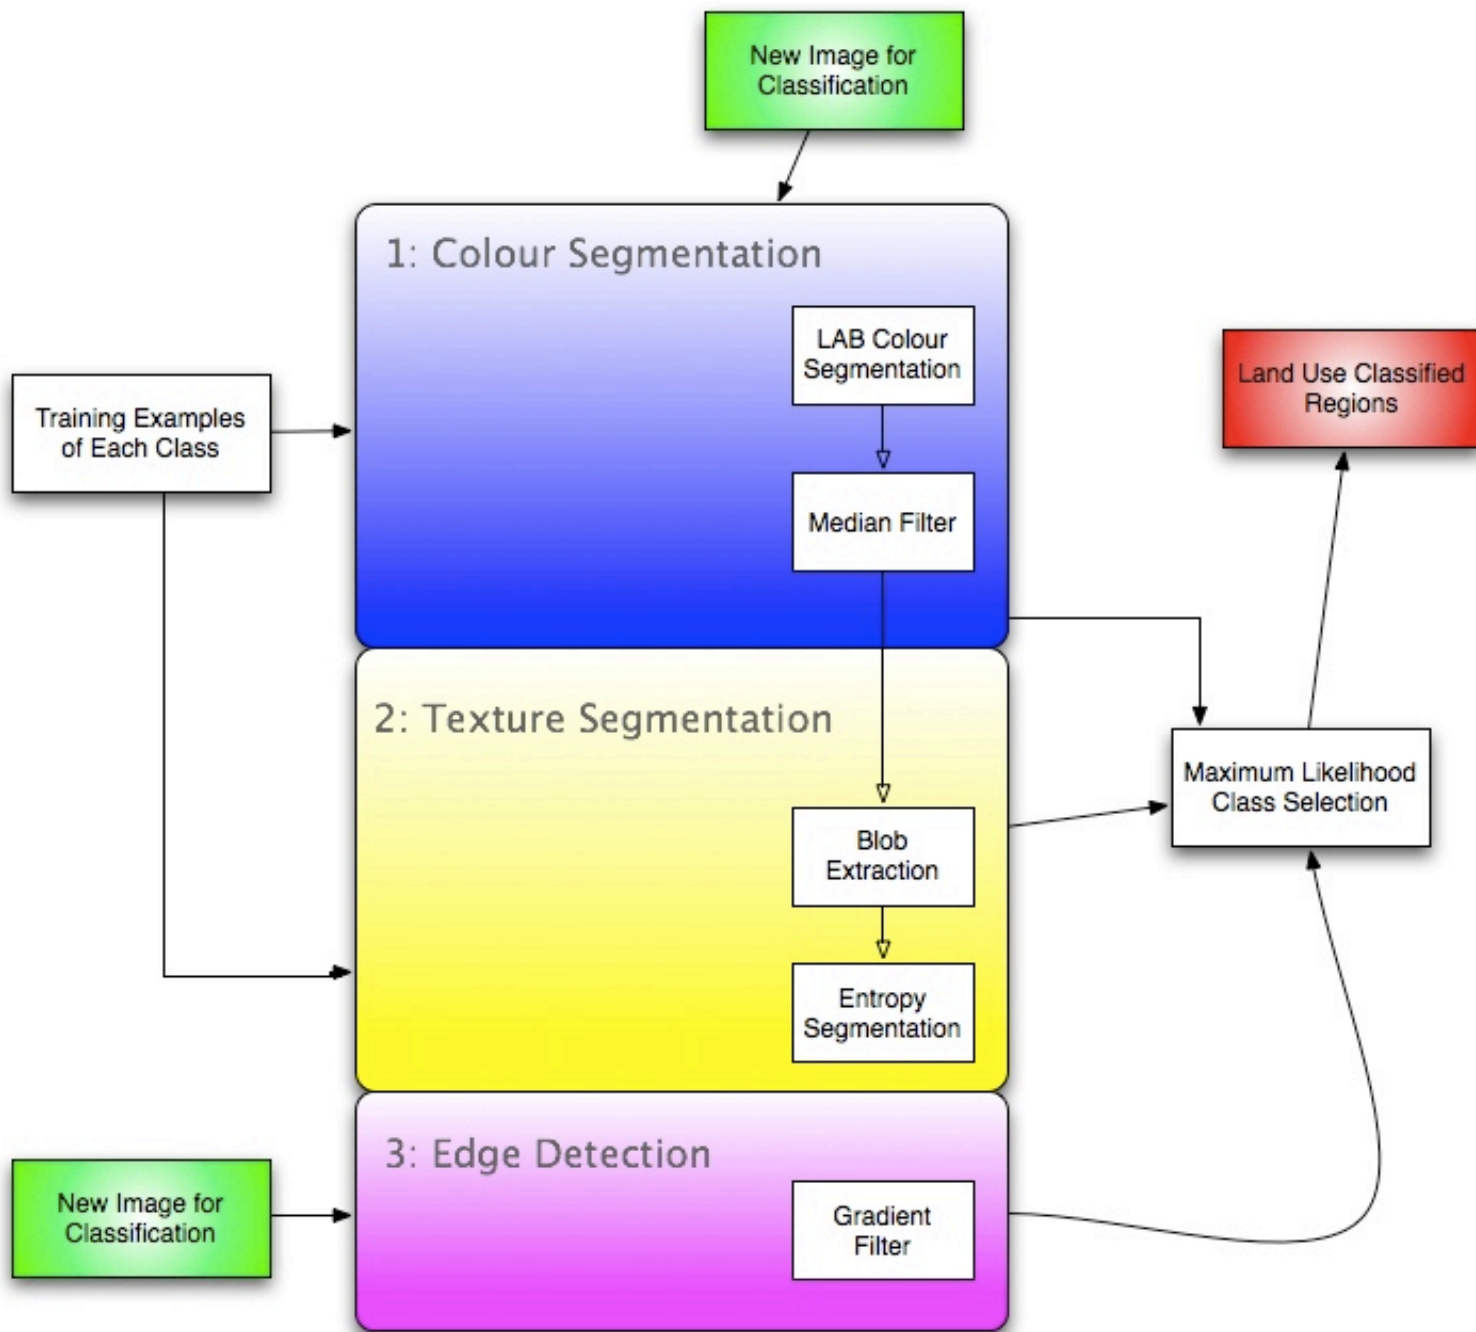 New Image for
Classification
1: Colour Segmentation
LAB Colour
Segmentation
Land Use Classified
Regions
Training Examples
of Each Class
Median Filter
2: Texture Segmentation
Maximum Likelihood
Class Selection
Blob
Extraction
Entropy
Segmentation
3: Edge Detection
New Image for
Classification
Gradient
Filter